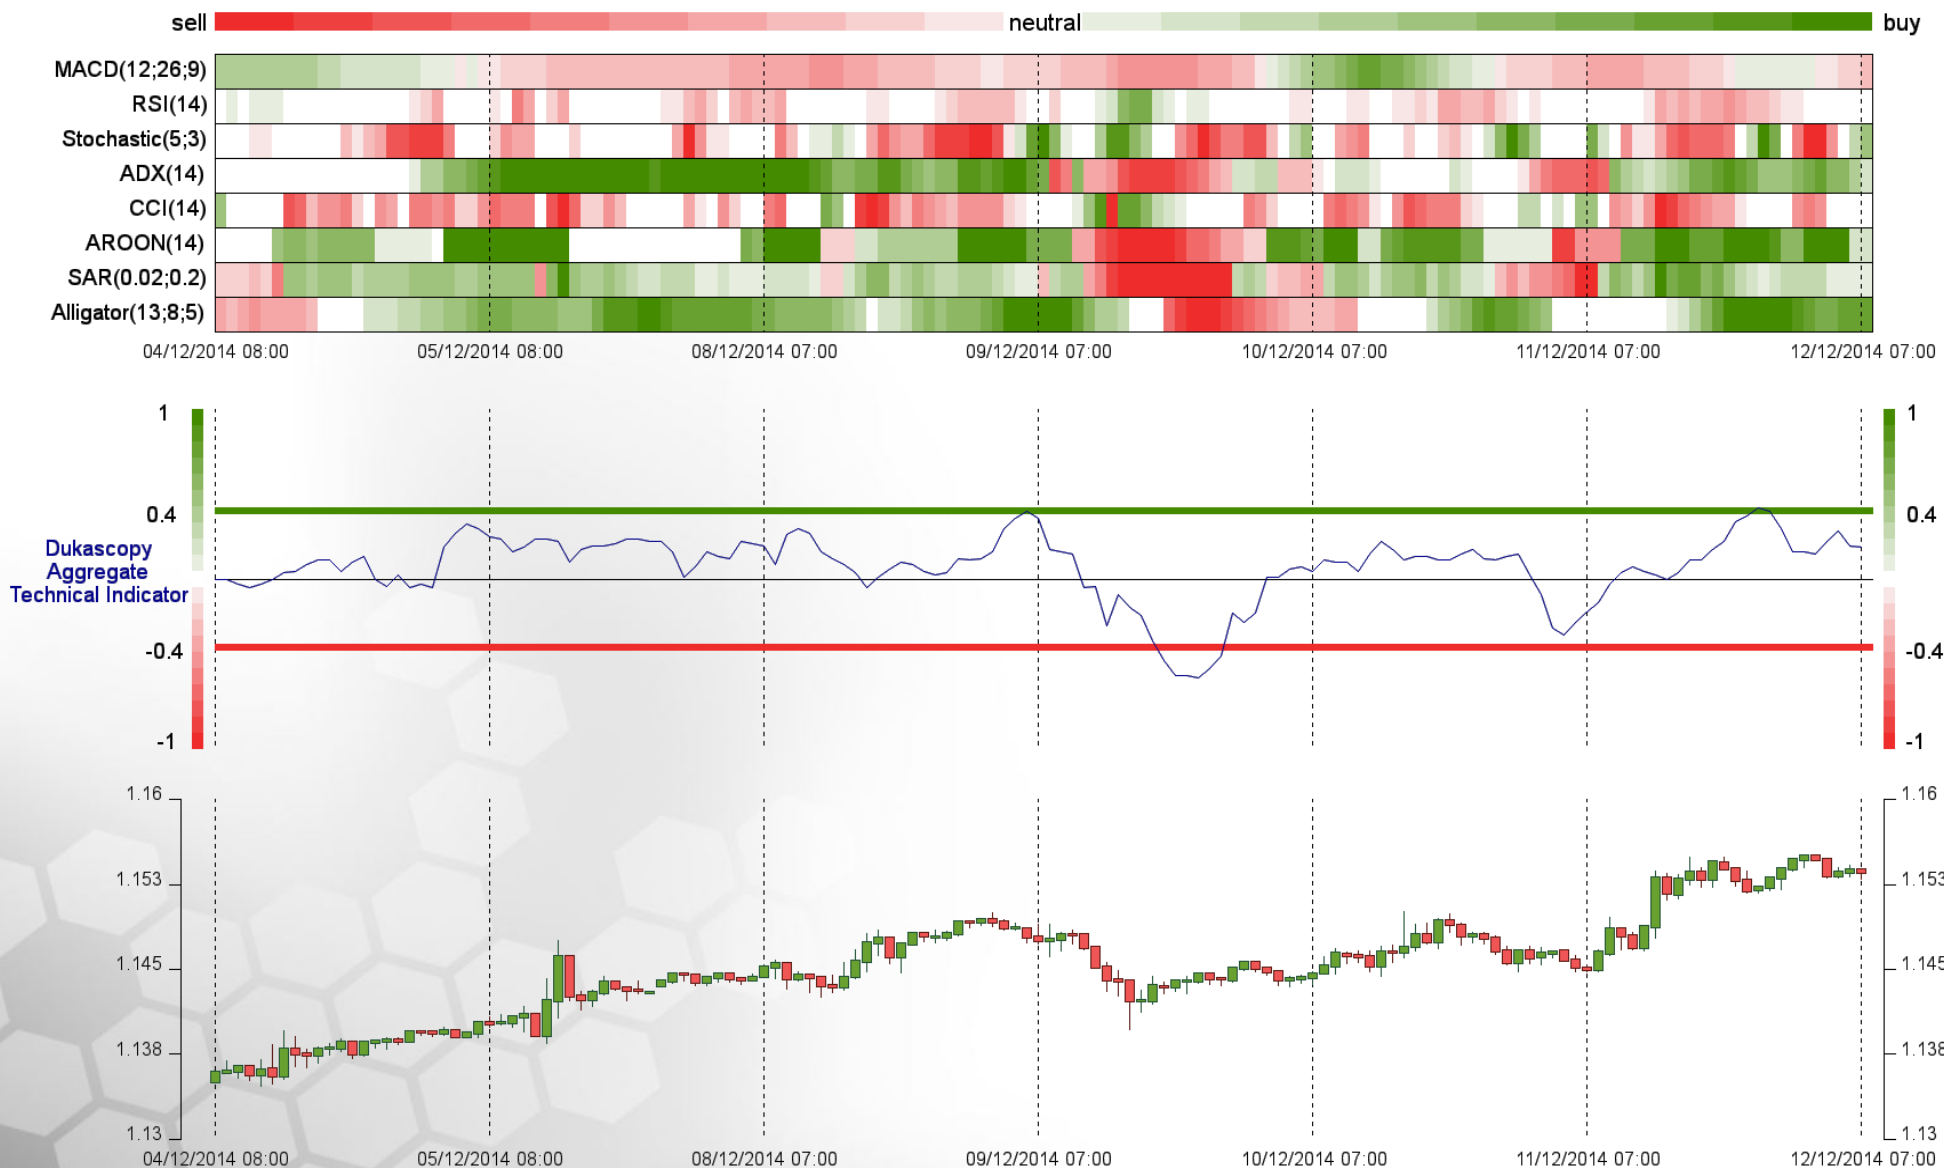 sell neutral buy
MACD(12;26;9)
RSI(14)
Stochastic(5;3)
ADX(14)
CCI(14)
AROON(14)
SAR(0.02;0.2)
Alligator(13;8;5)
04/12/2014 08:00 05/12/2014 08:00 08/12/2014 07:00 09/12/2014 07:00 10/12/2014 07:00 11/12/2014 07:00 12/12/2014 07:00
1 1
0.4 0.4
Dukascopy
Aggregate
Technical Indicator
-0.4 -0.4
-1 -1
1.16 1.16
1.153 1.153
1.145 1.145
1.138 1.138
1.13 1.13
04/12/2014 08:00 05/12/2014 08:00 08/12/2014 07:00 09/12/2014 07:00 10/12/2014 07:00 11/12/2014 07:00 12/12/2014 07:00